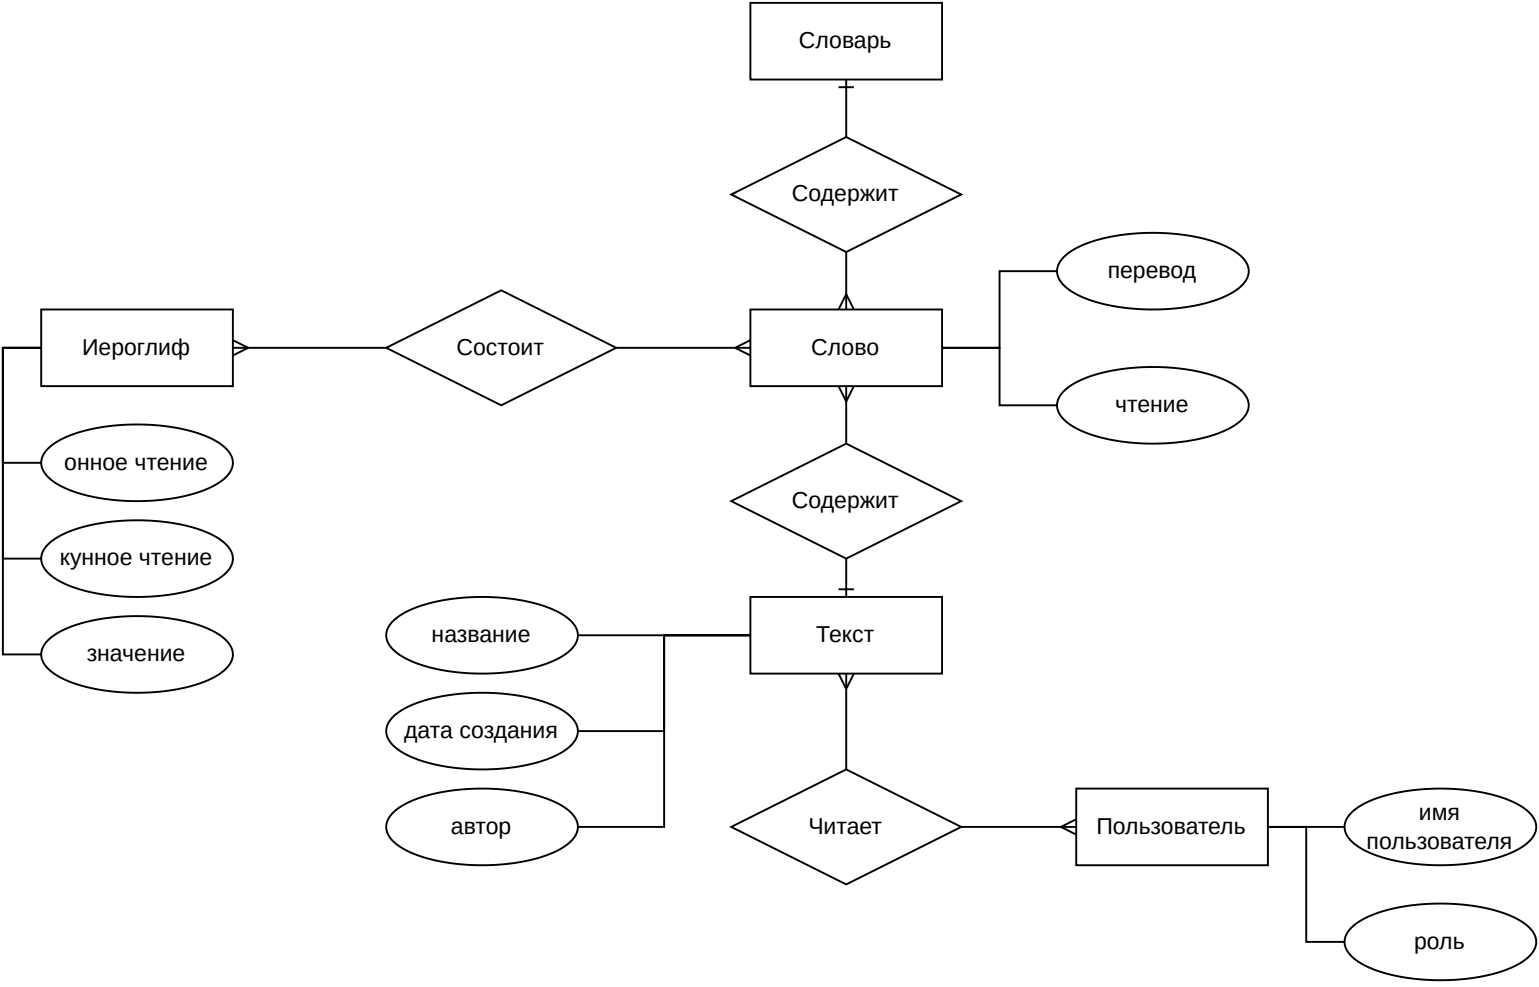 Словарь
Содержит
перевод
Иероглиф
Состоит
Слово
чтение
онное чтение
Содержит
кунное чтение
значение
название
Текст
дата создания
автор
Читает
Пользователь
имя
пользователя
роль